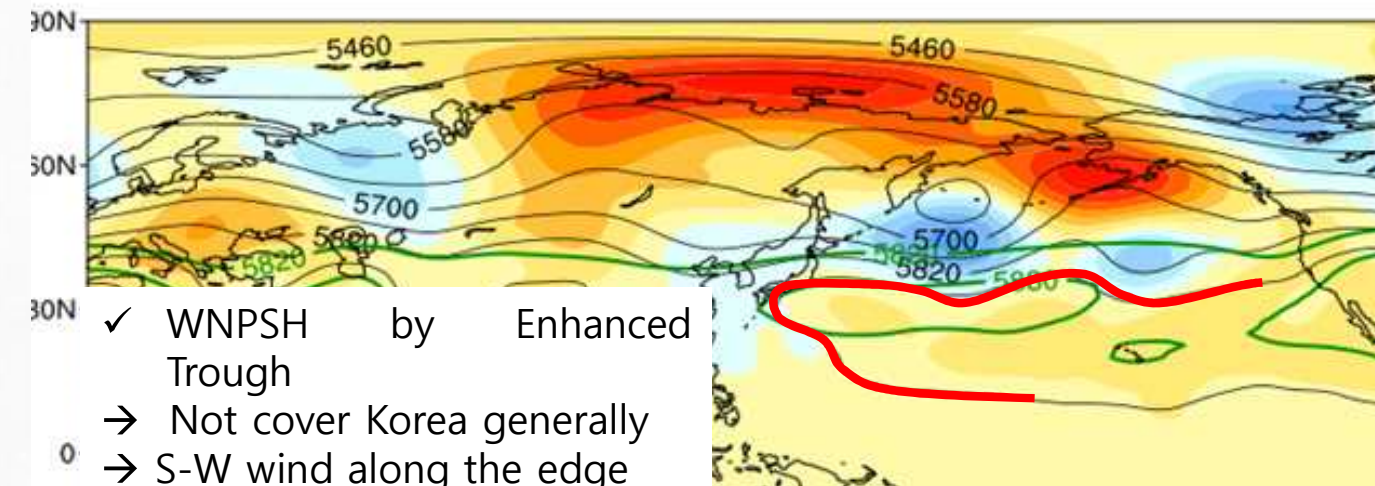 90N
5460
5460
5580
5580
60N
5700
5700
5880
5820
5820
5880
30N
✓ WNPSH by Enhanced
Trough
→ Not cover Korea generally
0
→ S-W wind along the edge